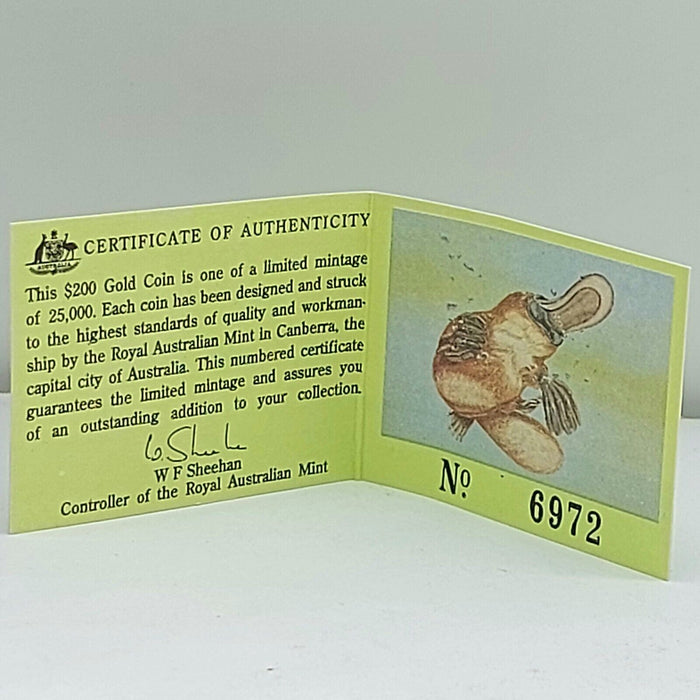 AUSTRALIA
CERTIFICATE OF AUTHENTICITY
This $200 Gold Coin is one of a limited mintage
of 25,000. Each coin has been designed and struck
to the highest standards of quality and workman-
ship by the Royal Australian Mint in Canberra, the
capital city of Australia. This numbered certificate
guarantees the limited mintage and assures you
of an outstanding addition to your collection.
W F Sheehan
Controller of the Royal Australian Mint
Nº 6972